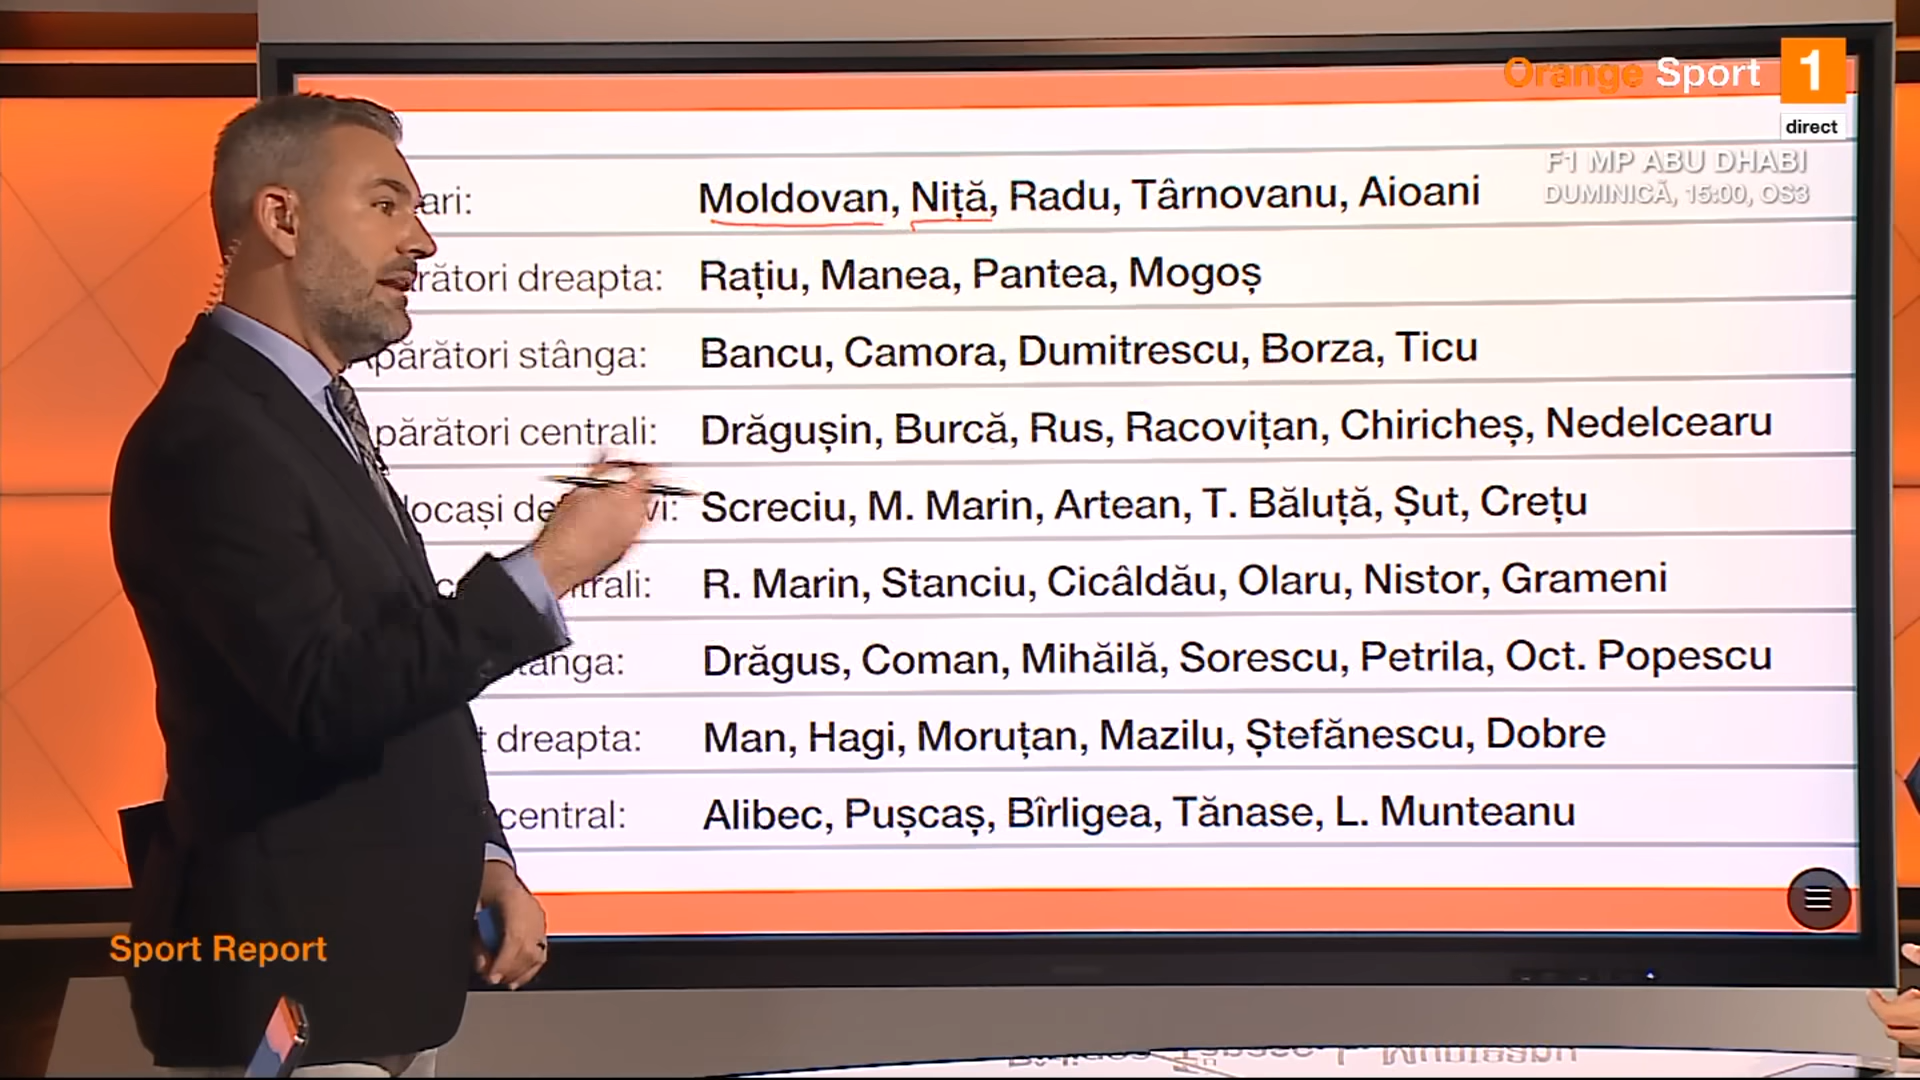 Orange Sport 1
direct
F1 MP ABU DHABI
DUMINICĂ, 15:00, OS3
ari: Moldovan, Niță, Radu, Târnovanu, Aioani
rători dreapta: Rațiu, Manea, Pantea, Mogoș
Apărători stânga: Bancu, Camora, Dumitrescu, Borza, Ticu
părători centrali: Drăgușin, Burcă, Rus, Racovițan, Chiricheș, Nedelcearu
locași de vi: Screciu, M. Marin, Artean, T. Băluță, Șut, Crețu
trali: R. Marin, Stanciu, Cicâldău, Olaru, Nistor, Grameni
stânga: Drăgus, Coman, Mihăilă, Sorescu, Petrila, Oct. Popescu
t dreapta: Man, Hagi, Moruțan, Mazilu, Ștefănescu, Dobre
central: Alibec, Pușcaș, Bîrligea, Tănase, L. Munteanu
Sport Report